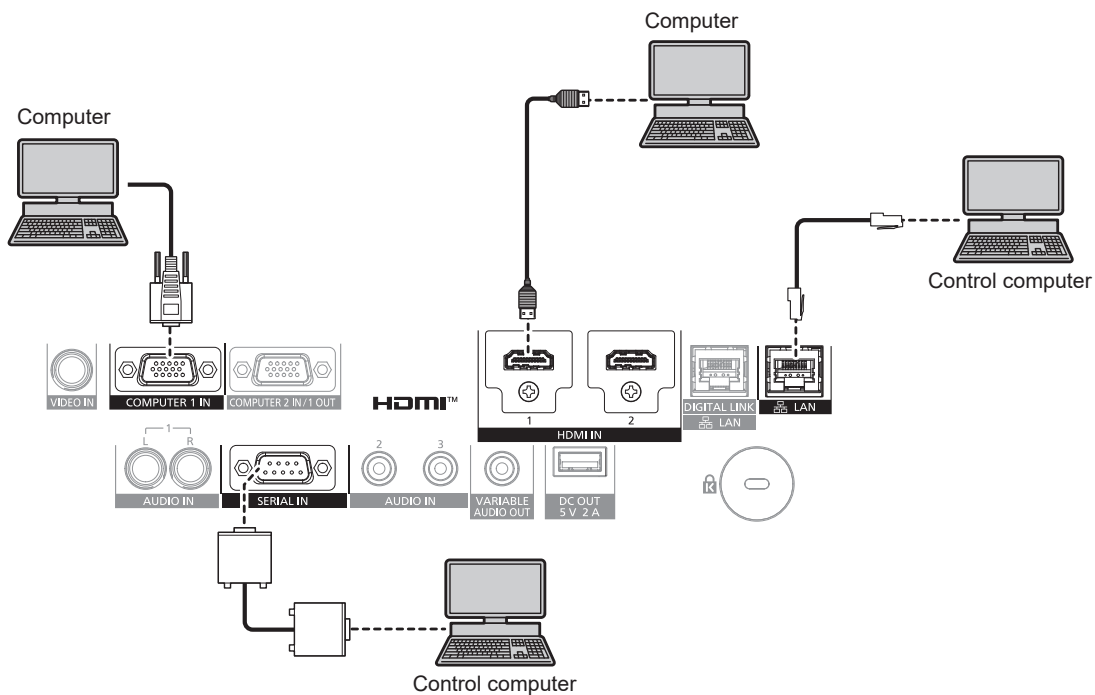 Computer
Computer
Control computer
VIDEO IN
COMPUTER 1 IN
COMPUTER 2 IN/1 OUT
HDMI™
1
2
HDMI IN
DIGITAL LINK
LAN
LAN
1
L
R
AUDIO IN
SERIAL IN
2
3
AUDIO IN
VARIABLE
AUDIO OUT
DC OUT
5 V 2 A
K
Control computer